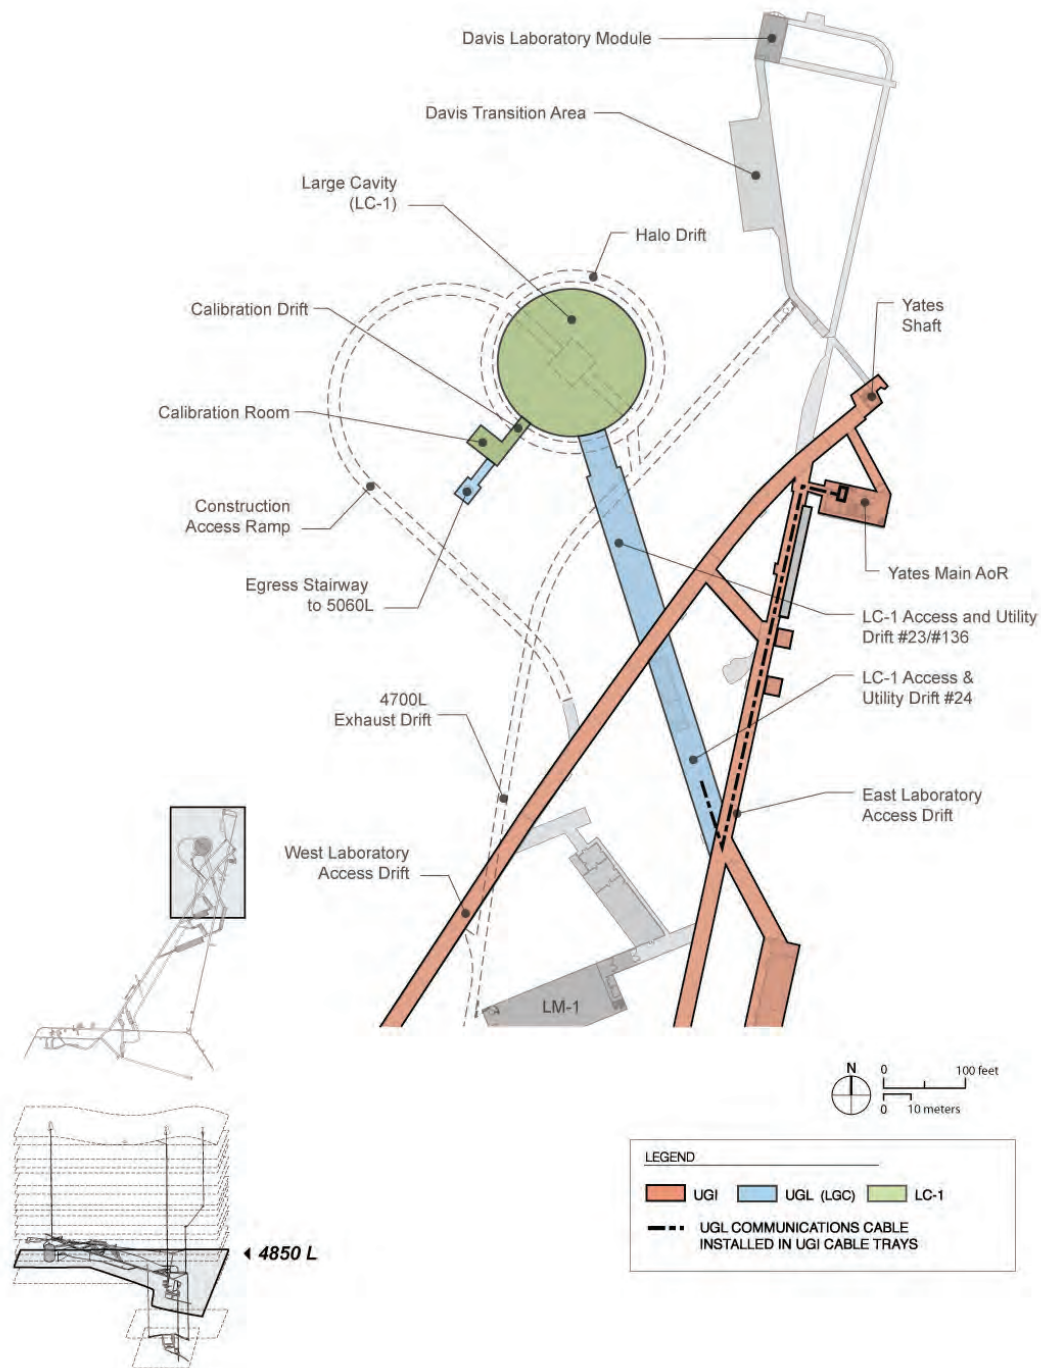 Davis Laboratory Module
Davis Transition Area
Large Cavity
(LC-1)
Halo Drift
Calibration Drift
Yates
Shaft
Calibration Room
Construction
Access Ramp
Yates Main AoR
Egress Stairway
to 5060L
LC-1 Access and Utility
Drift #23/#136
LC-1 Access &
Utility Drift #24
4700L
Exhaust Drift
East Laboratory
Access Drift
West Laboratory
Access Drift
LM-1
N
0 100 feet
0 10 meters
LEGEND
UGI UGL (LGC) LC-1
UGL COMMUNICATIONS CABLE
INSTALLED IN UGI CABLE TRAYS
4850 L